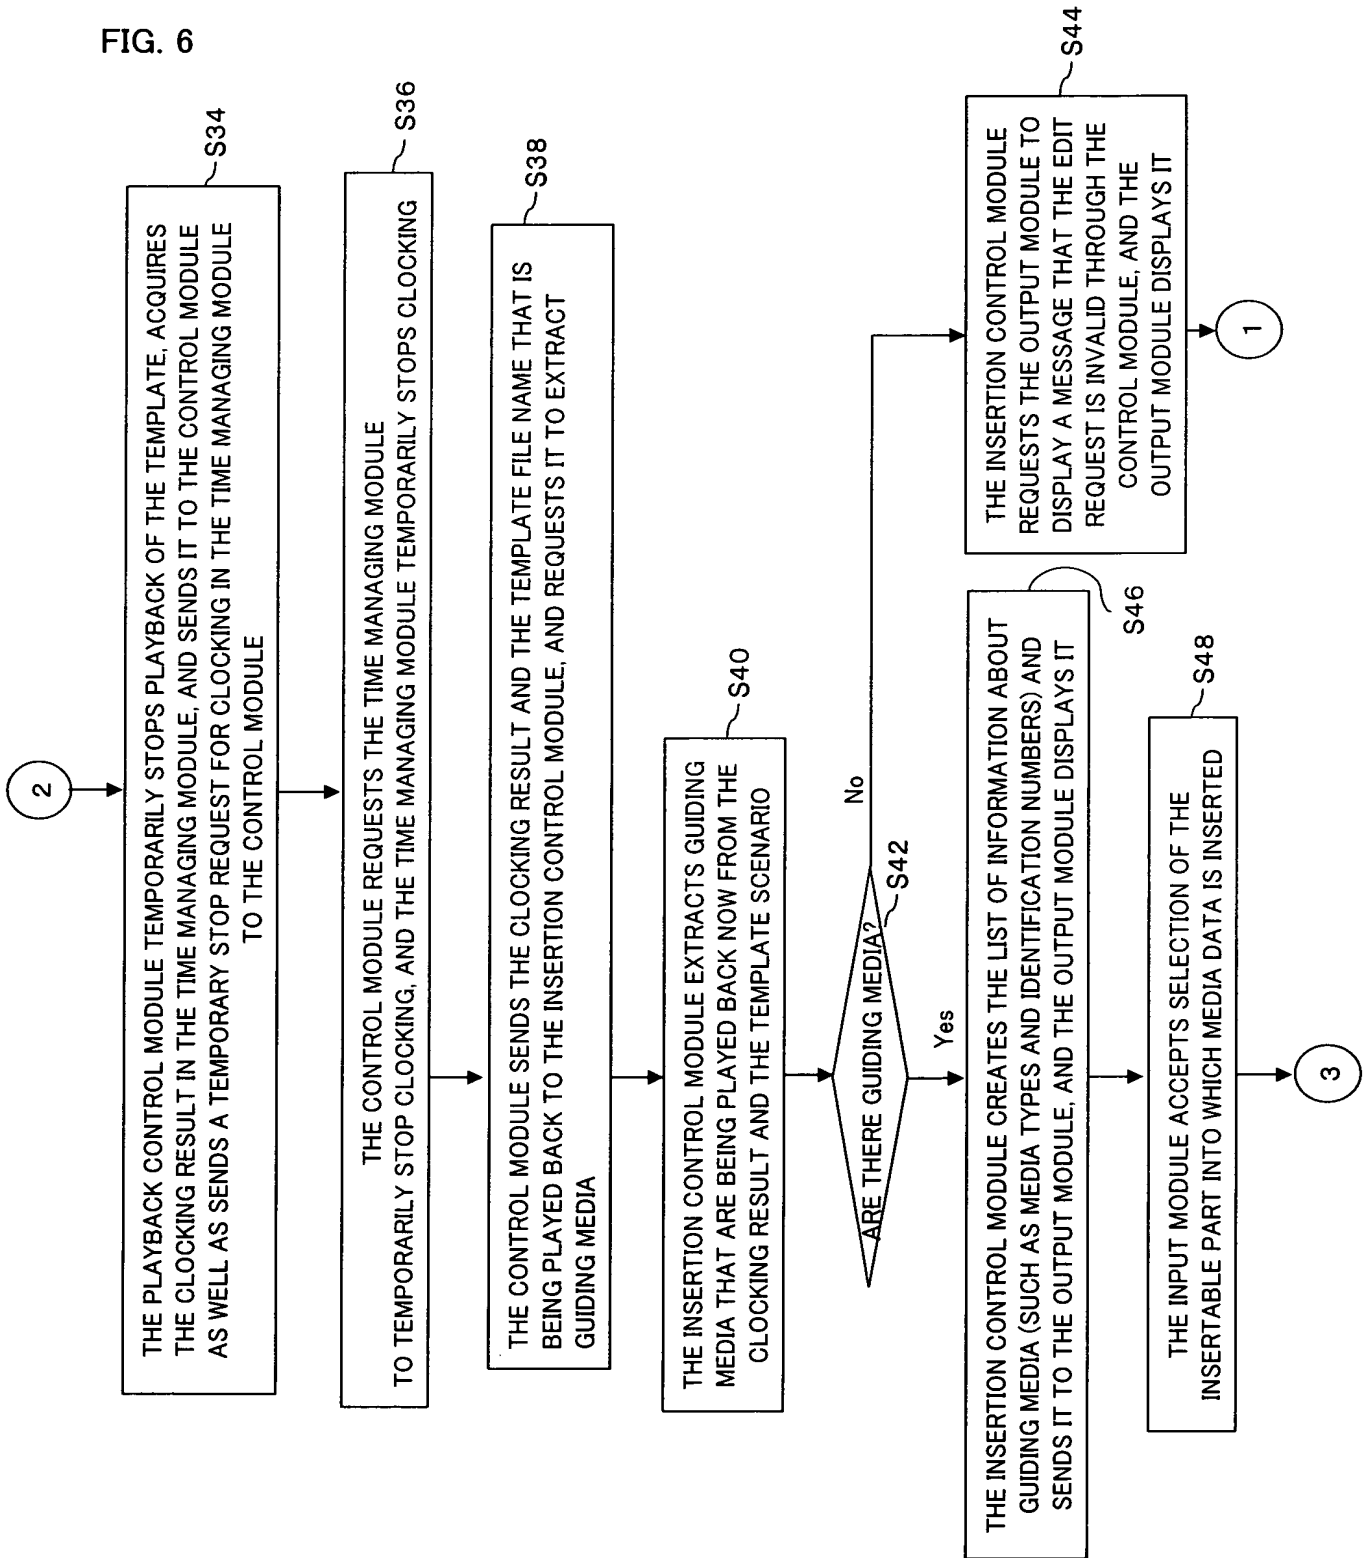 FIG. 6
2
THE PLAYBACK CONTROL MODULE TEMPORARILY STOPS PLAYBACK OF THE TEMPLATE, ACQUIRES
THE CLOCKING RESULT IN THE TIME MANAGING MODULE, AND SENDS IT TO THE CONTROL MODULE
AS WELL AS SENDS A TEMPORARY STOP REQUEST FOR CLOCKING IN THE TIME MANAGING MODULE
TO THE CONTROL MODULE
S34
THE CONTROL MODULE REQUESTS THE TIME MANAGING MODULE
TO TEMPORARILY STOP CLOCKING, AND THE TIME MANAGING MODULE TEMPORARILY STOPS CLOCKING
S36
THE CONTROL MODULE SENDS THE CLOCKING RESULT AND THE TEMPLATE FILE NAME THAT IS
BEING PLAYED BACK TO THE INSERTION CONTROL MODULE, AND REQUESTS IT TO EXTRACT
GUIDING MEDIA
S38
THE INSERTION CONTROL MODULE EXTRACTS GUIDING
MEDIA THAT ARE BEING PLAYED BACK NOW FROM THE
CLOCKING RESULT AND THE TEMPLATE SCENARIO
S40
ARE THERE GUIDING MEDIA?
S42
No
Yes
THE INSERTION CONTROL MODULE
REQUESTS THE OUTPUT MODULE TO
DISPLAY A MESSAGE THAT THE EDIT
REQUEST IS INVALID THROUGH THE
CONTROL MODULE, AND THE
OUTPUT MODULE DISPLAYS IT
S44
1
THE INSERTION CONTROL MODULE CREATES THE LIST OF INFORMATION ABOUT
GUIDING MEDIA (SUCH AS MEDIA TYPES AND IDENTIFICATION NUMBERS) AND
SENDS IT TO THE OUTPUT MODULE, AND THE OUTPUT MODULE DISPLAYS IT
S46
THE INPUT MODULE ACCEPTS SELECTION OF THE
INSERTABLE PART INTO WHICH MEDIA DATA IS INSERTED
S48
3